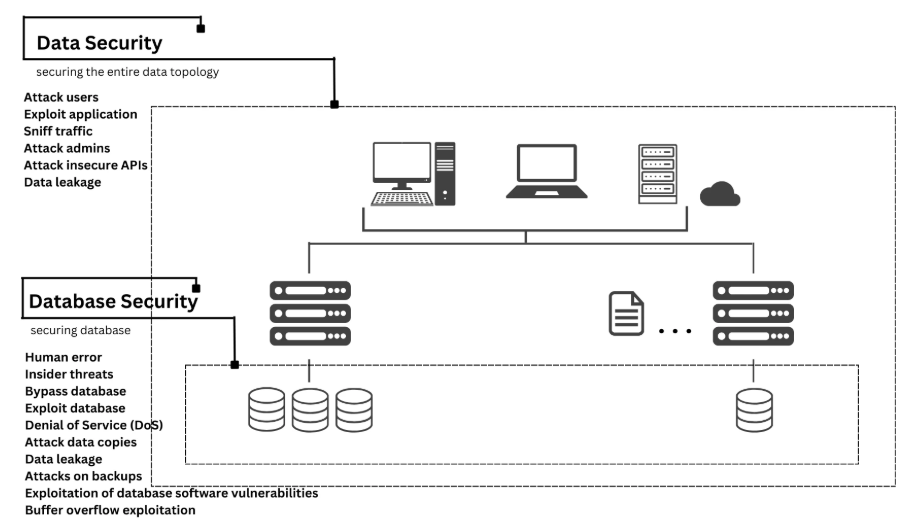 Data Security
securing the entire data topology
Attack users
Exploit application
Sniff traffic
Attack admins
Attack insecure APIs
Data leakage
Database Security
securing database
Human error
Insider threats
Bypass database
Exploit database
Denial of Service (DoS)
Attack data copies
Data leakage
Attacks on backups
Exploitation of database software vulnerabilities
Buffer overflow exploitation